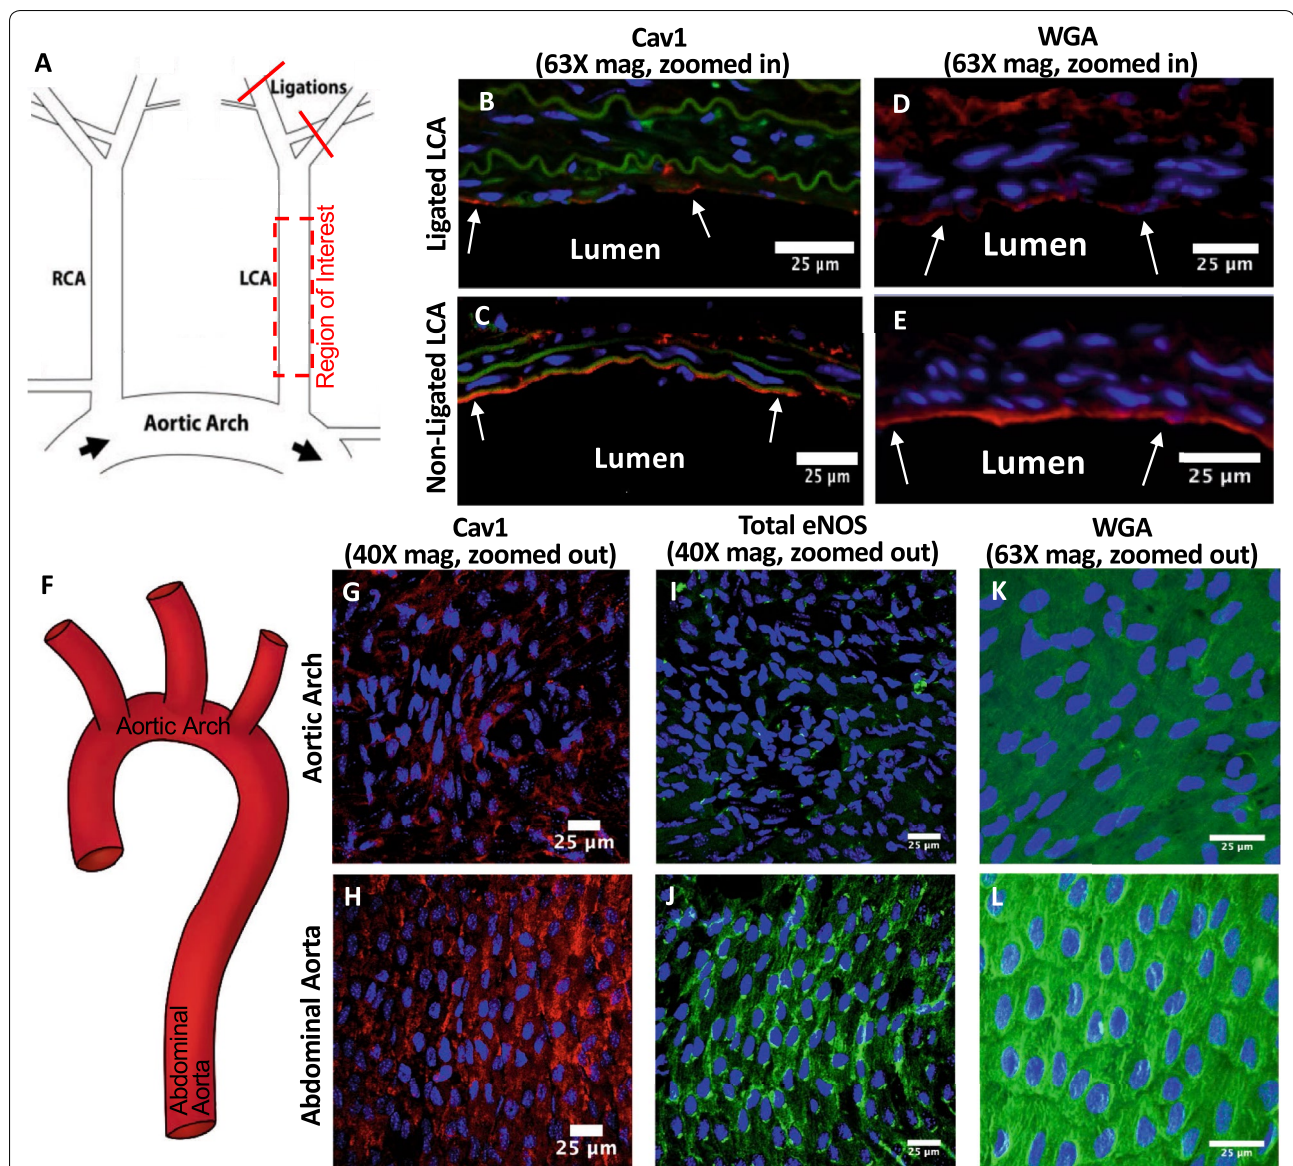 A
Ligations
RCA
LCA
Region of Interest
Aortic Arch
Cav1
(63X mag, zoomed in)
WGA
(63X mag, zoomed in)
Ligated LCA
B
Lumen
25 µm
D
Lumen
25 µm
Non-Ligated LCA
C
Lumen
25 µm
E
Lumen
25 µm
Cav1
(40X mag, zoomed out)
Total eNOS
(40X mag, zoomed out)
WGA
(63X mag, zoomed out)
F
Aortic Arch
Abdominal
Aorta
Aortic Arch
G
25 µm
I
25 µm
K
25 µm
Abdominal Aorta
H
25 µm
J
25 µm
L
25 µm